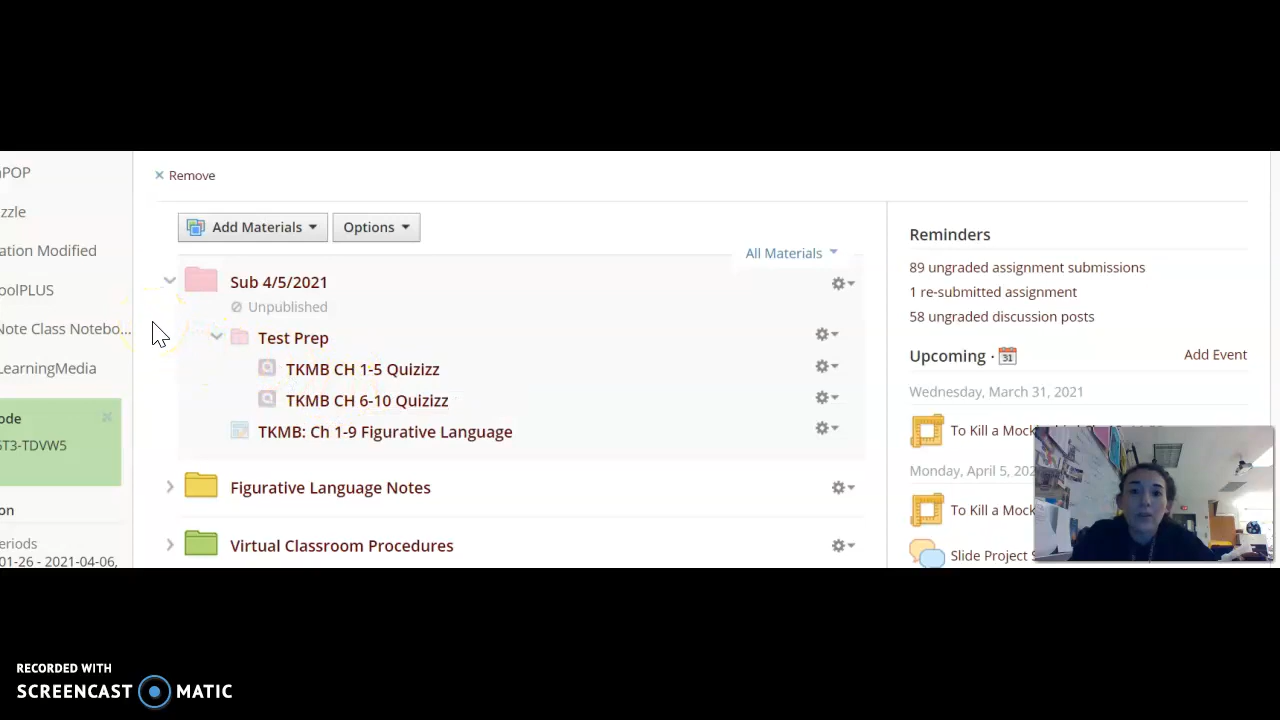 POP
Remove
zzle
Add Materials
Options
ation Modified
All Materials
oolPLUS
Sub 4/5/2021
Unpublished
Note Class Notebo...
Test Prep
LearningMedia
TKMB CH 1-5 Quizizz
TKMB CH 6-10 Quizizz
TKMB: Ch 1-9 Figurative Language
ode
ST3-TDVW5
Figurative Language Notes
on
Virtual Classroom Procedures
eriods
01-26 - 2021-04-06,
Reminders
89 ungraded assignment submissions
1 re-submitted assignment
58 ungraded discussion posts
Upcoming · 31
Add Event
Wednesday, March 31, 2021
To Kill a Mock
Monday, April 5, 202
To Kill a Mock
Slide Project S
RECORDED WITH
SCREENCAST MATIC